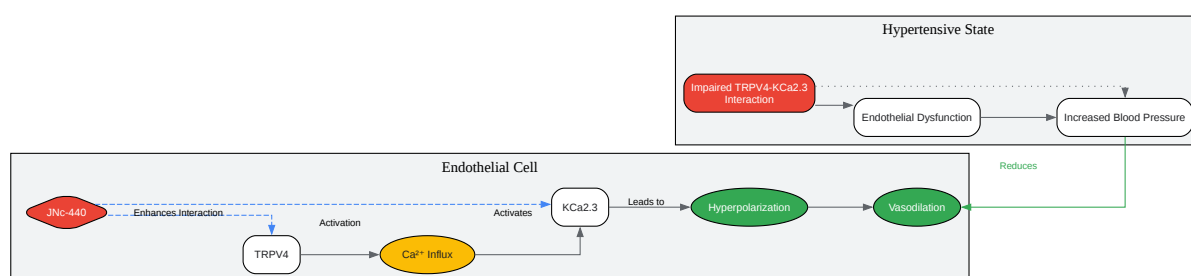 Hypertensive State
Impaired TRPV4-KCa2.3
Interaction
Endothelial Dysfunction
Increased Blood Pressure
Endothelial Cell
Reduces
JNc-440
Enhances Interaction
Activation
Activates
KCa2.3
Leads to
Hyperpolarization
Vasodilation
TRPV4
Ca²⁺ Influx